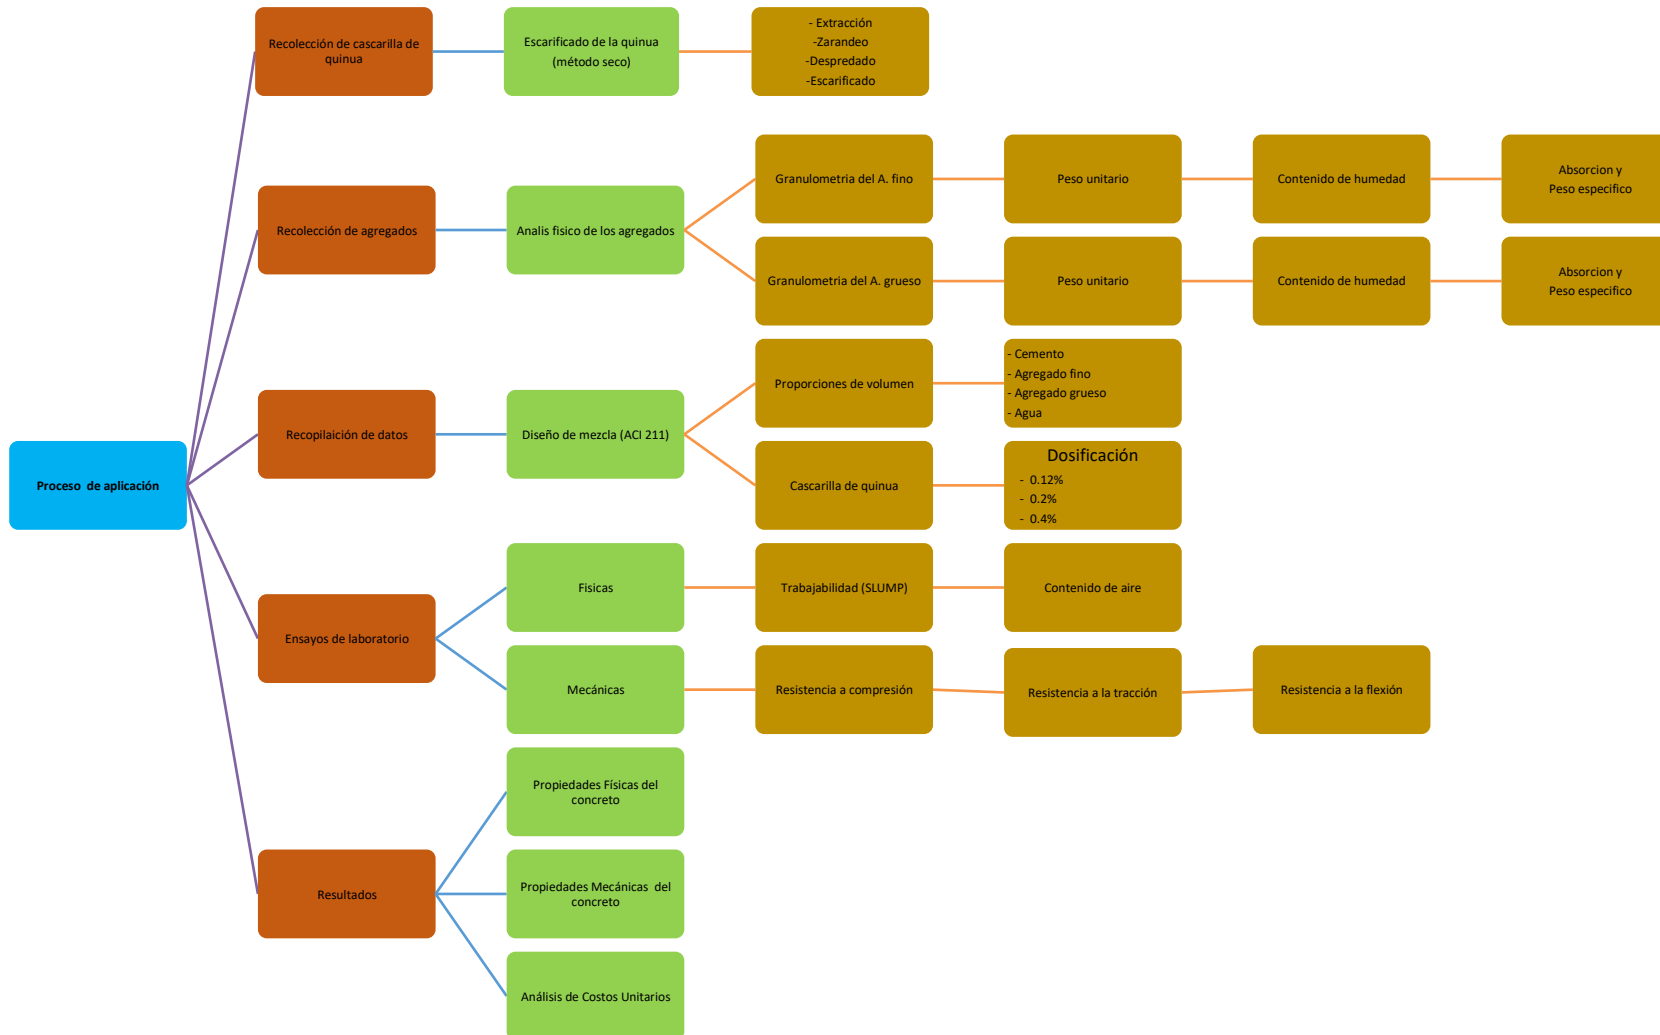 Recolección de cascarilla de
quinua
Escarificado de la quinua
(método seco)
- Extracción
-Zarandeo
-Despredado
-Escarificado
Granulometria del A. fino
Peso unitario
Contenido de humedad
Absorcion y
Peso especifico
Recolección de agregados
Analis fisico de los agregados
Granulometria del A. grueso
Peso unitario
Contenido de humedad
Absorcion y
Peso especifico
Proporciones de volumen
- Cemento
- Agregado fino
- Agregado grueso
- Agua
Recopilaición de datos
Diseño de mezcla (ACI 211)
Proceso de aplicación
Cascarilla de quinua
Dosificación
- 0.12%
- 0.2%
- 0.4%
Fisicas
Trabajabilidad (SLUMP)
Contenido de aire
Ensayos de laboratorio
Mecánicas
Resistencia a compresión
Resistencia a la tracción
Resistencia a la flexión
Propiedades Físicas del
concreto
Resultados
Propiedades Mecánicas del
concreto
Análisis de Costos Unitarios